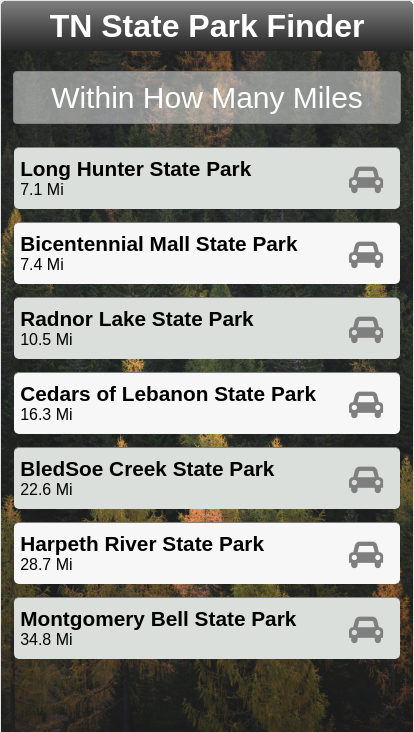 TN State Park Finder
Within How Many Miles
Long Hunter State Park
7.1 Mi
Bicentennial Mall State Park
7.4 Mi
Radnor Lake State Park
10.5 Mi
Cedars of Lebanon State Park
16.3 Mi
BledSoe Creek State Park
22.6 Mi
Harpeth River State Park
28.7 Mi
Montgomery Bell State Park
34.8 Mi